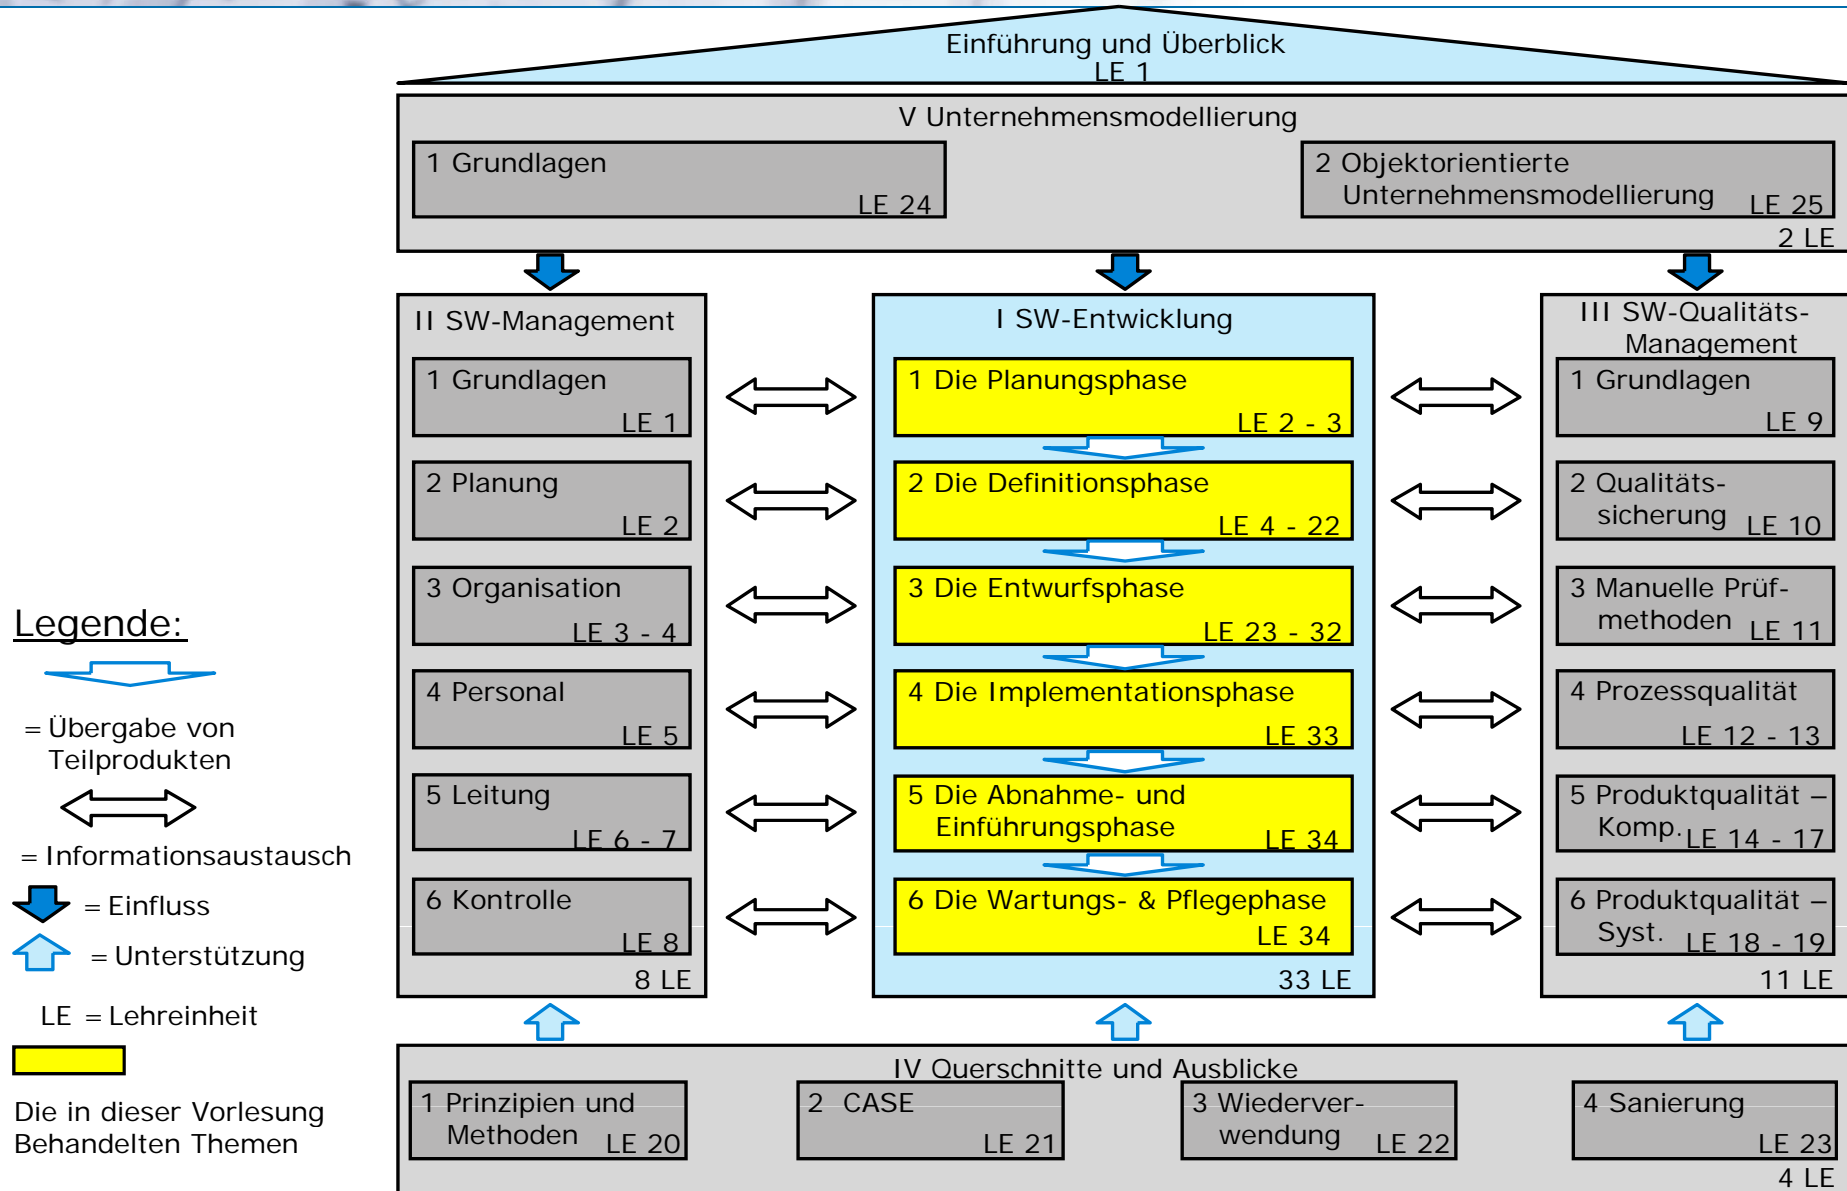 Einführung und Überblick
LE 1
V Unternehmensmodellierung
1 Grundlagen
LE 24
2 Objektorientierte
Unternehmensmodellierung
LE 25
2 LE
II SW-Management
1 Grundlagen
LE 1
2 Planung
LE 2
3 Organisation
LE 3 - 4
4 Personal
LE 5
5 Leitung
LE 6 - 7
6 Kontrolle
LE 8
8 LE
I SW-Entwicklung
1 Die Planungsphase
LE 2 - 3
2 Die Definitionsphase
LE 4 - 22
3 Die Entwurfsphase
LE 23 - 32
4 Die Implementationsphase
LE 33
5 Die Abnahme- und
Einführungsphase
LE 34
6 Die Wartungs- & Pflegephase
LE 34
33 LE
III SW-Qualitäts-
Management
1 Grundlagen
LE 9
2 Qualitäts-
sicherung
LE 10
3 Manuelle Prüf-
methoden
LE 11
4 Prozessqualität
LE 12 - 13
5 Produktqualität –
Komp.
LE 14 - 17
6 Produktqualität –
Syst.
LE 18 - 19
11 LE
IV Querschnitte und Ausblicke
1 Prinzipien und
Methoden
LE 20
2 CASE
LE 21
3 Wiederver-
wendung
LE 22
4 Sanierung
LE 23
4 LE
Legende:
= Übergabe von
Teilprodukten
= Informationsaustausch
= Einfluss
= Unterstützung
LE = Lehreinheit
Die in dieser Vorlesung
Behandelten Themen